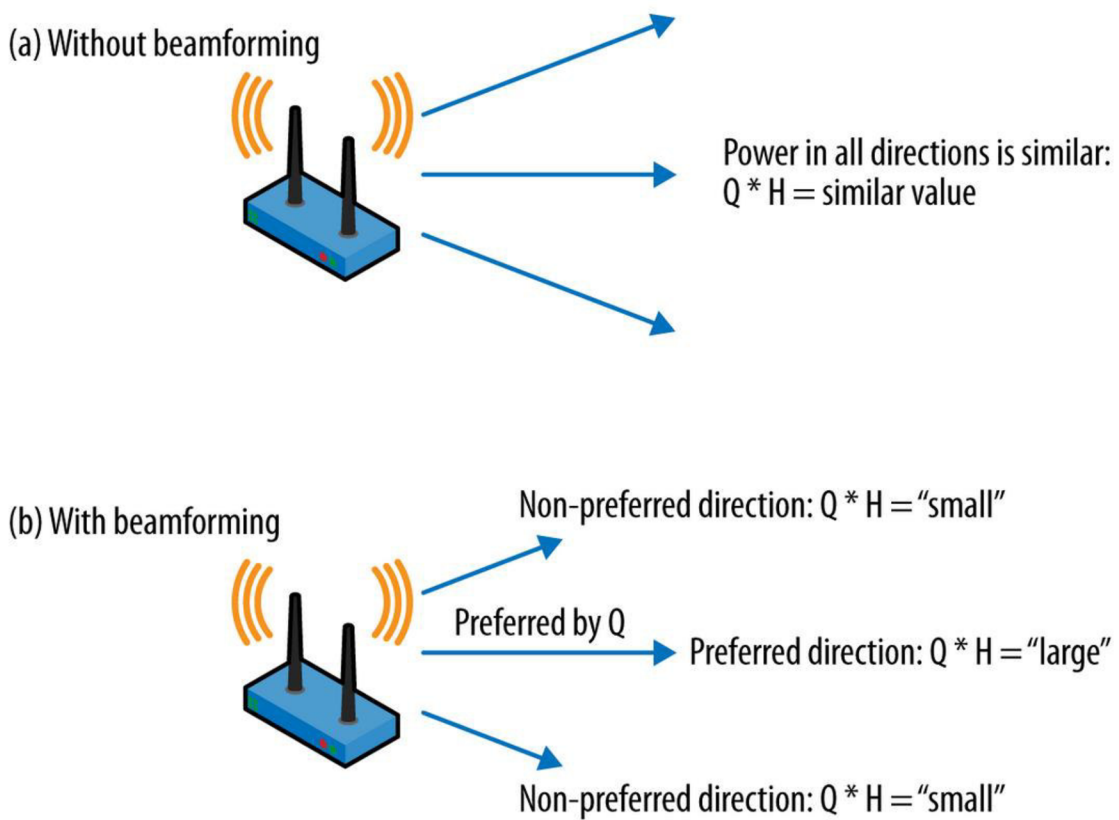 (a) Without beamforming
Power in all directions is similar:
Q * H = similar value
Non-preferred direction: Q * H = “small”
(b) With beamforming
Preferred by Q
Preferred direction: Q * H = “large”
Non-preferred direction: Q * H = “small”